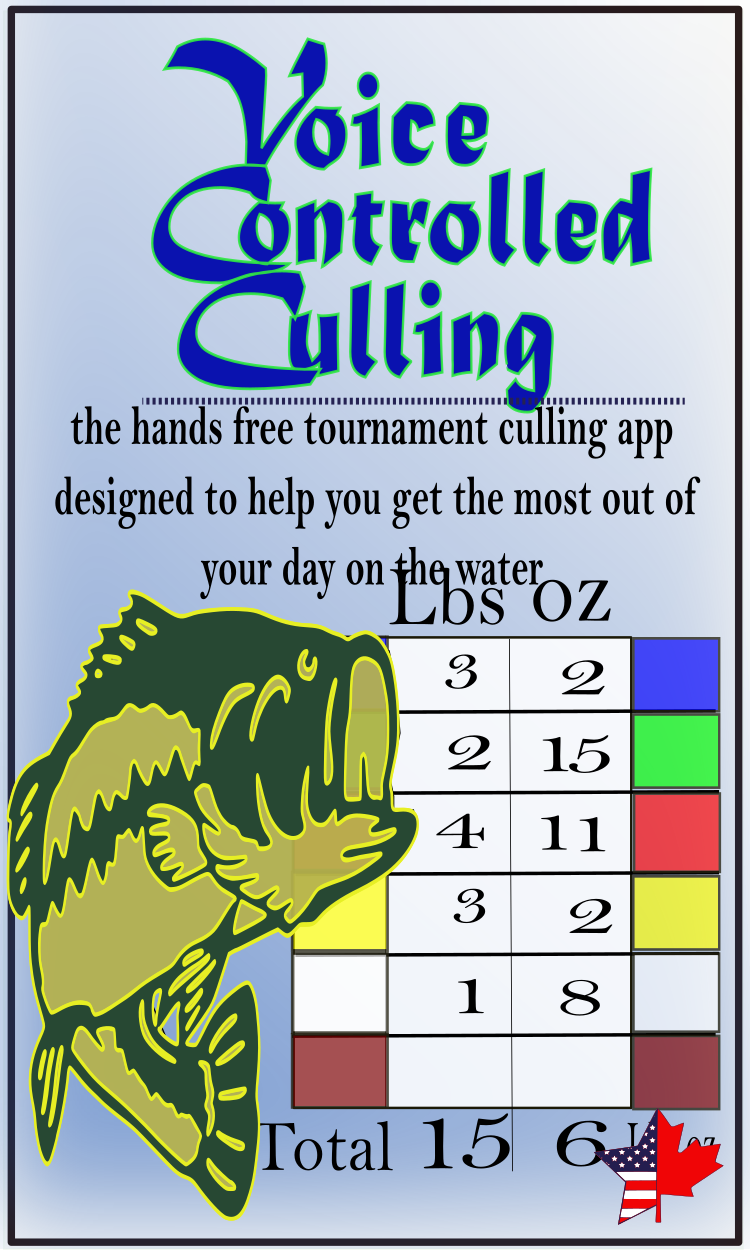 Voice
Controlled
Culling
the hands free tournament culling app
designed to help you get the most out of
your day on the water
Lbs oz
3 2
2 15
4 11
3 2
1 8
Total 15 6 oz